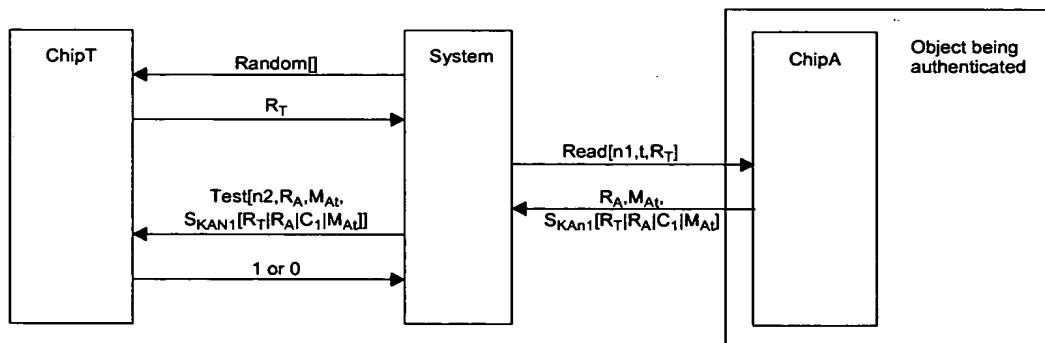 ChipT
System
ChipA
Object being
authenticated
Random[]
R_T
Read[n1,t,R_T]
Test[n2,R_A,M_At,
S_KAN1[R_T|R_A|C_1|M_At]]
R_A,M_At,
S_KAn1[R_T|R_A|C_1|M_At]
1 or 0